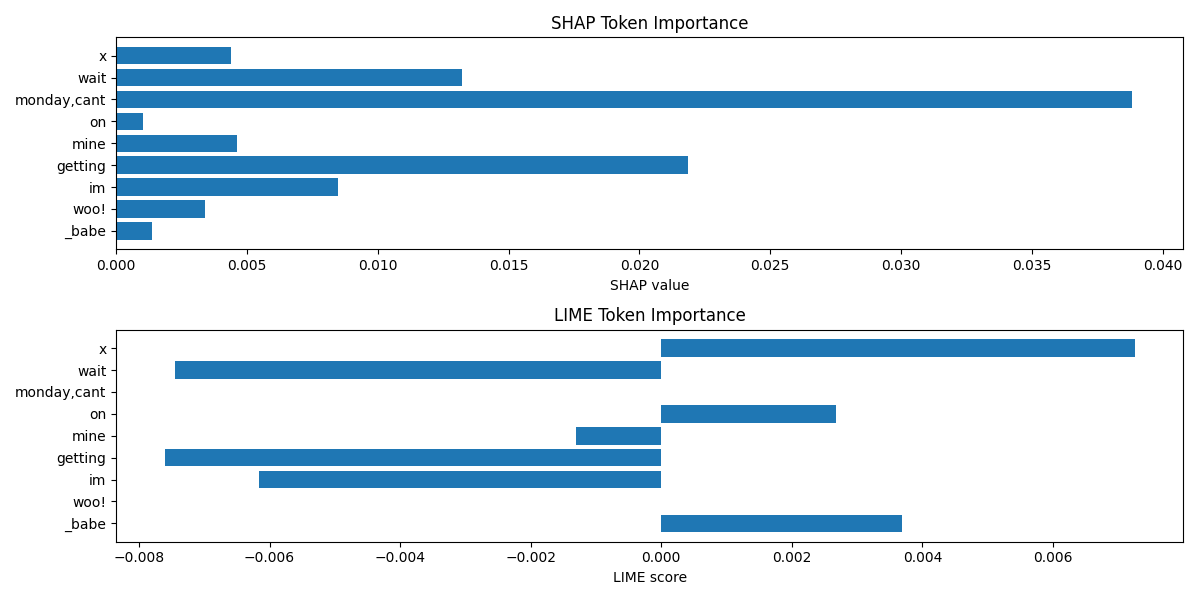 SHAP Token Importance
x
wait
monday,cant
on
mine
getting
im
woo!
_babe
0.000 0.005 0.010 0.015 0.020 0.025 0.030 0.035 0.040
SHAP value
LIME Token Importance
x
wait
monday,cant
on
mine
getting
im
woo!
_babe
−0.008 −0.006 −0.004 −0.002 0.000 0.002 0.004 0.006
LIME score